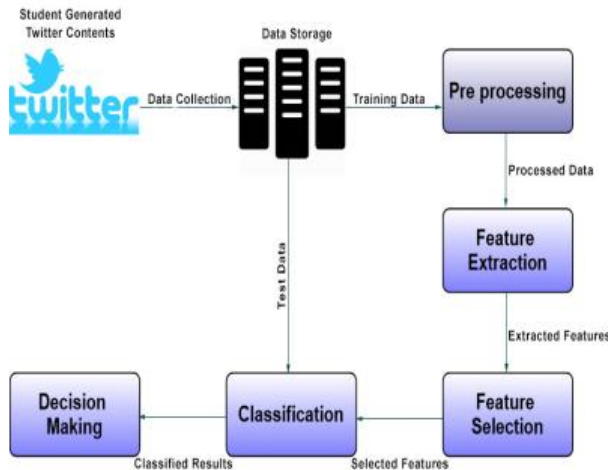 Student Generated
Twitter Contents
Data Storage
twitter
Data Collection
Training Data
Pre processing
Processed Data
Feature
Extraction
Test Data
Extracted Features
Decision
Making
Classification
Feature
Selection
Classified Results
Selected Features